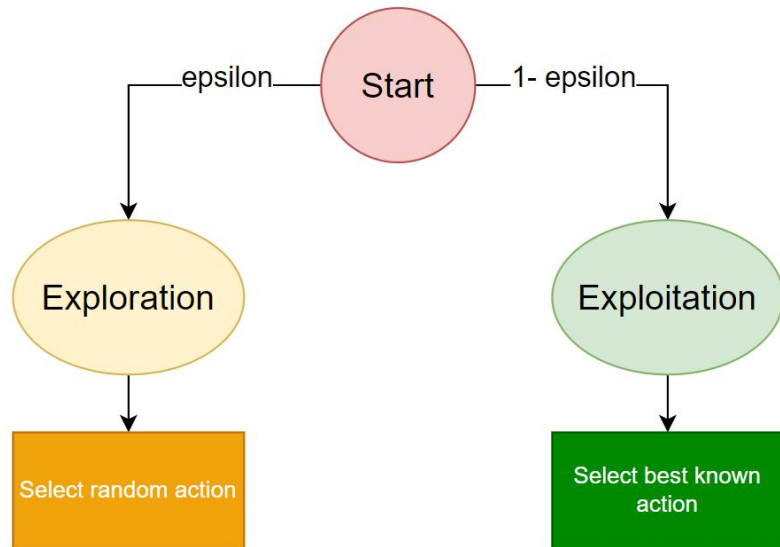 epsilon
Start
1- epsilon
Exploration
Exploitation
Select random action
Select best known
action